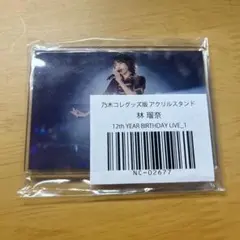 乃木コレグッズ版 アクリルスタンド
林 瑠奈
12th YEAR BIRTHDAY LIVE_1
NC-02677